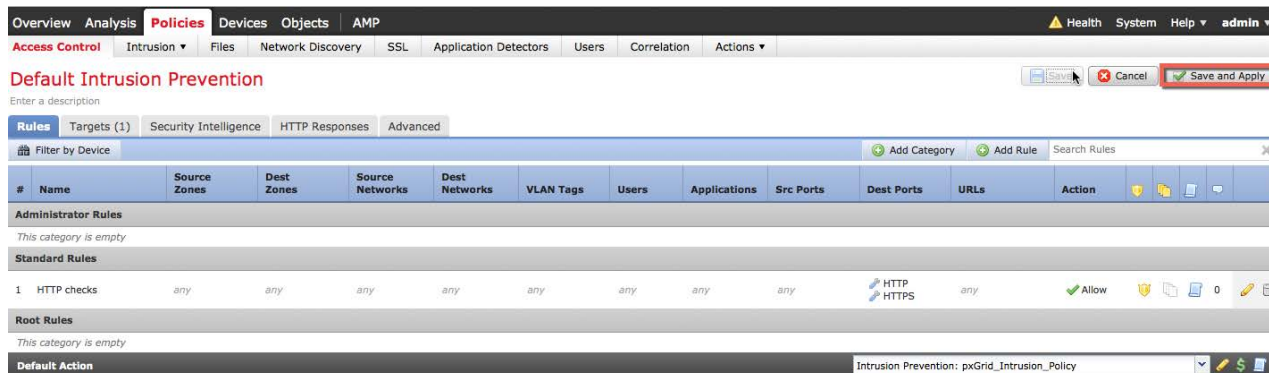 Overview Analysis Policies Devices Objects AMP Health System Help ▾ admin ▾
Access Control Intrusion ▾ Files Network Discovery SSL Application Detectors Users Correlation Actions ▾
Default Intrusion Prevention Save Cancel Save and Apply
Enter a description
Rules Targets (1) Security Intelligence HTTP Responses Advanced
Filter by Device Add Category Add Rule Search Rules
# Name Source Zones Dest Zones Source Networks Dest Networks VLAN Tags Users Applications Src Ports Dest Ports URLs Action
Administrator Rules
This category is empty
Standard Rules
1 HTTP checks any any any any any any any any HTTP HTTPS any Allow 0
Root Rules
This category is empty
Default Action Intrusion Prevention: pxGrid_Intrusion_Policy